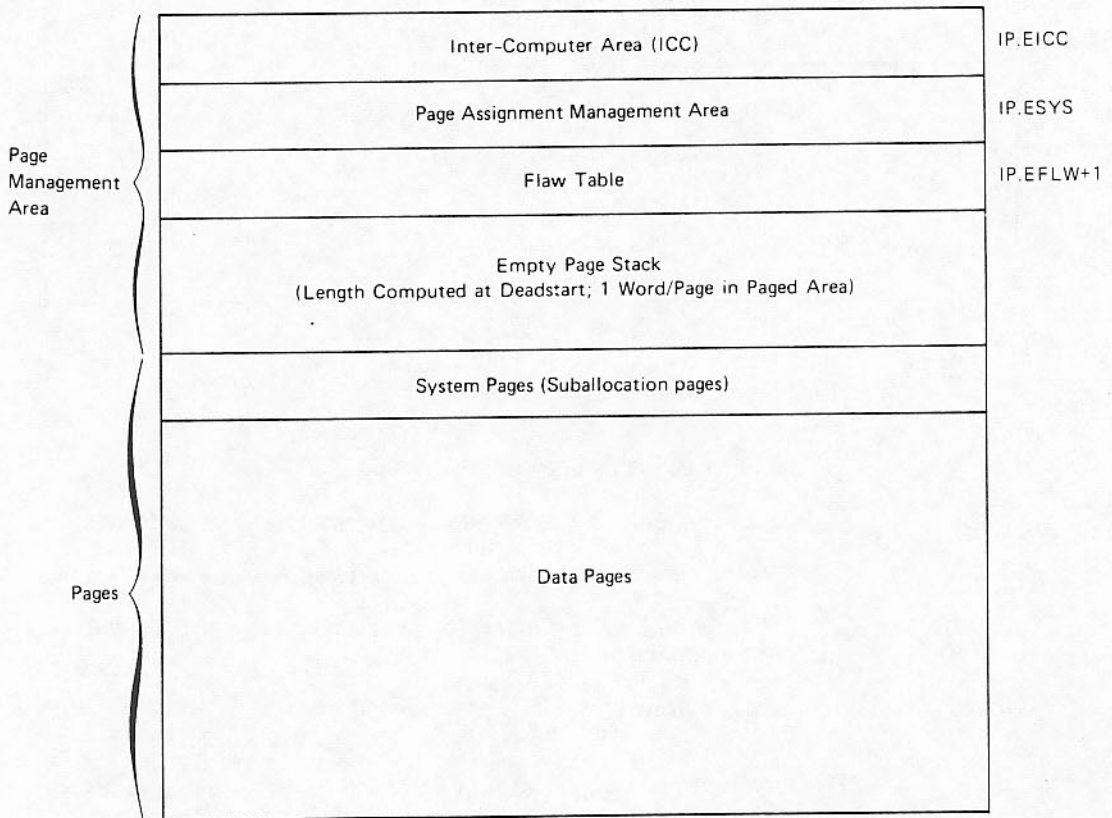 Inter-Computer Area (ICC)
IP.EICC
Page Assignment Management Area
IP.ESYS
Page
Management
Area
Flaw Table
IP.EFLW+1
Empty Page Stack
(Length Computed at Deadstart; 1 Word/Page in Paged Area)
System Pages (Suballocation pages)
Pages
Data Pages